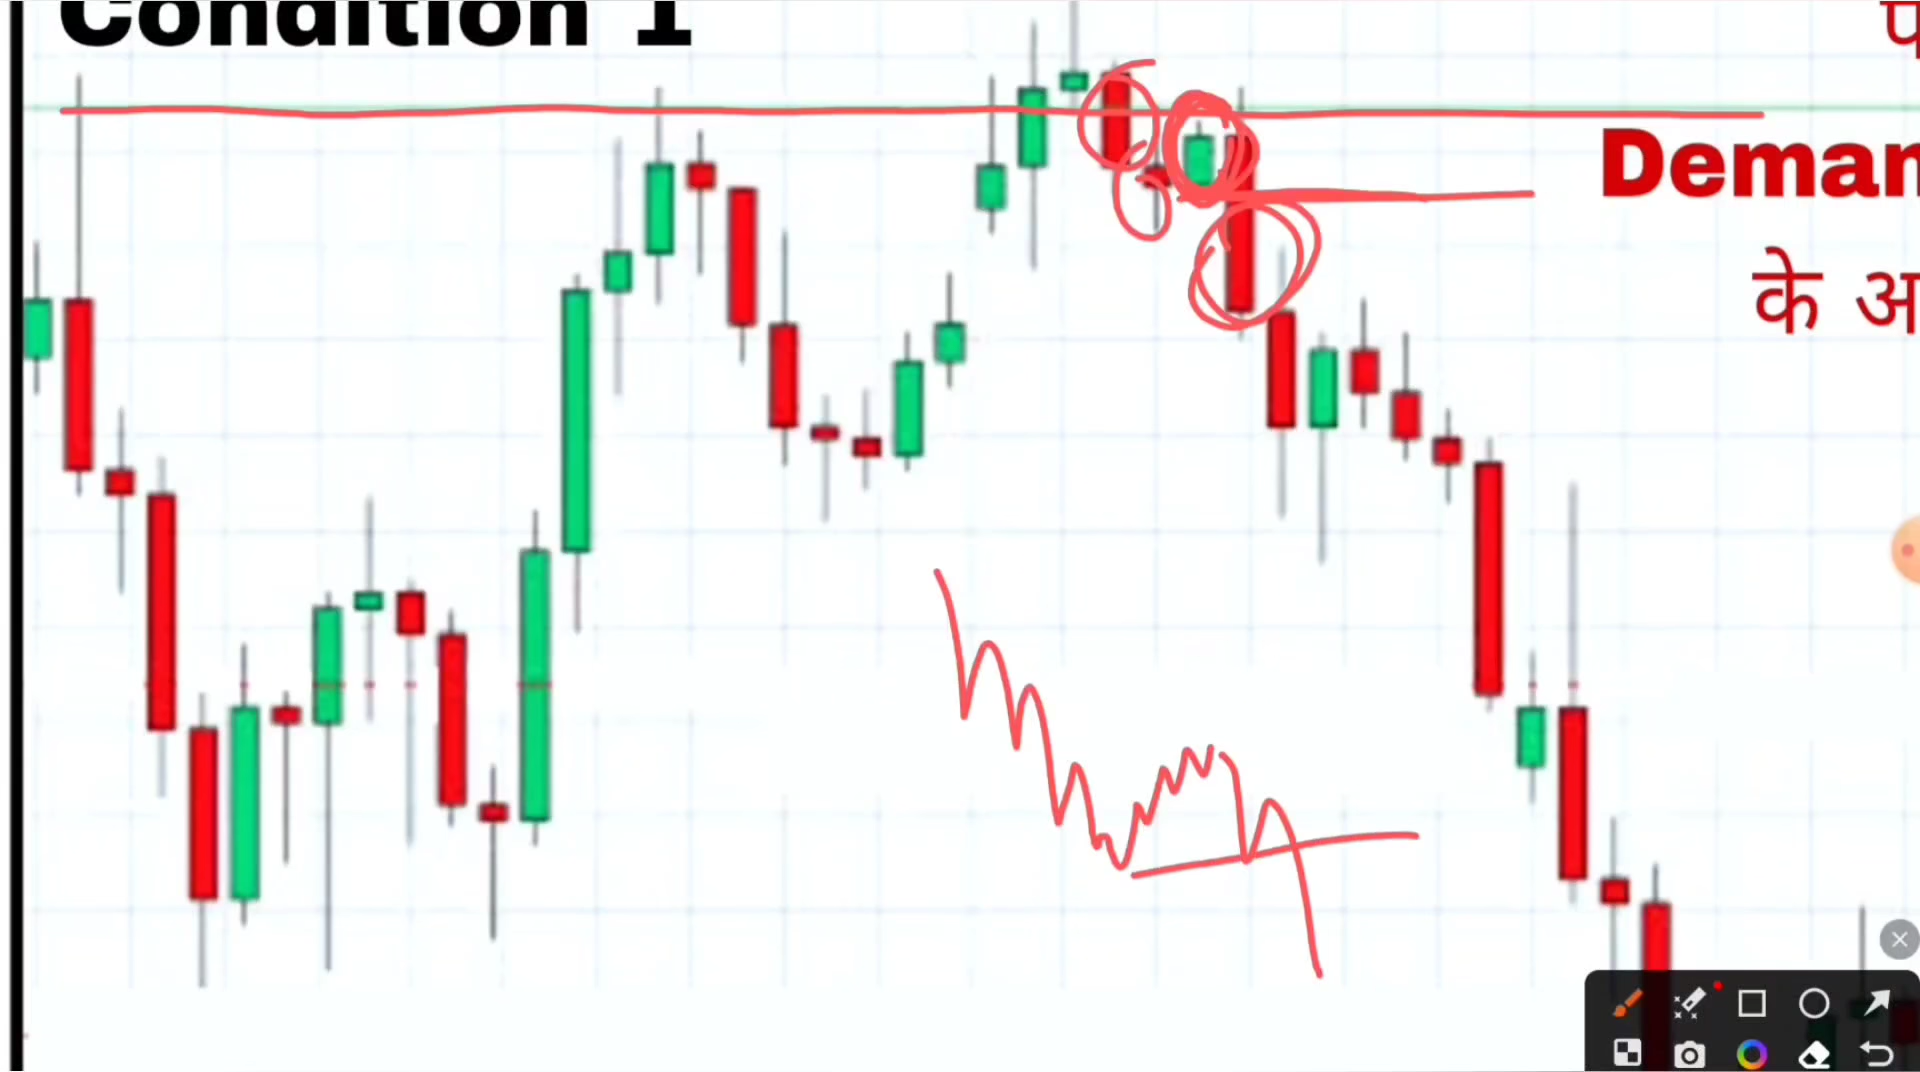 Condition 1
Deman
के अ